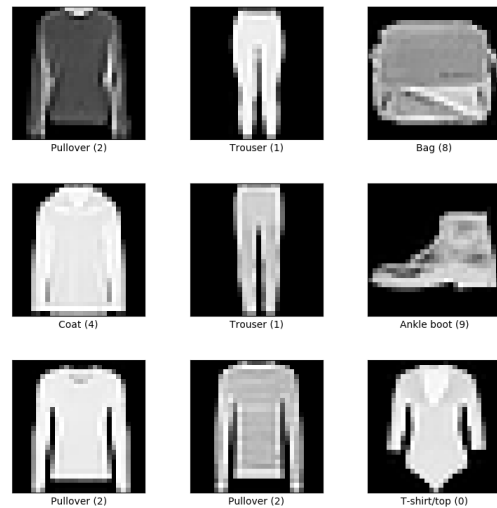 Pullover (2)
Trouser (1)
Bag (8)
Coat (4)
Trouser (1)
Ankle boot (9)
Pullover (2)
Pullover (2)
T-shirt/top (0)